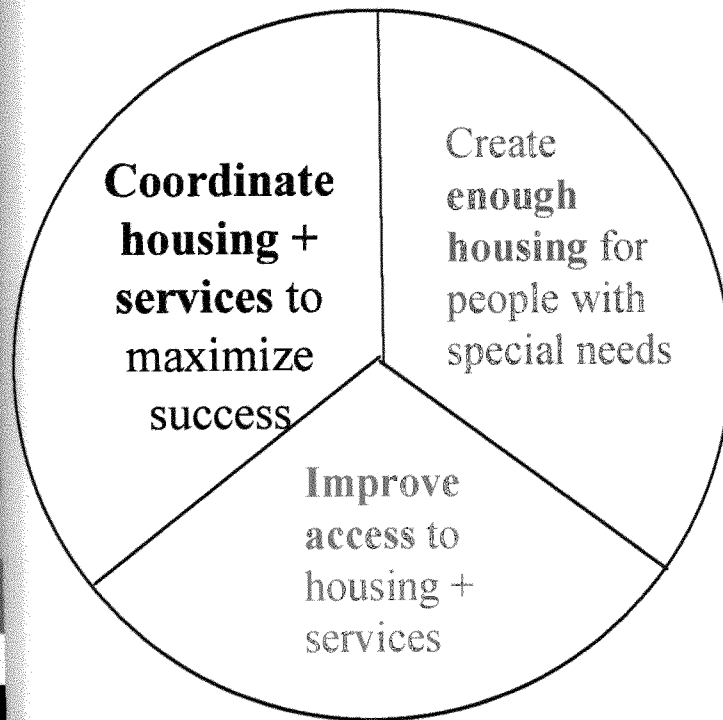 Coordinate
housing +
services to
maximize
success
Create
enough
housing for
people with
special needs
Improve
access to
housing +
services